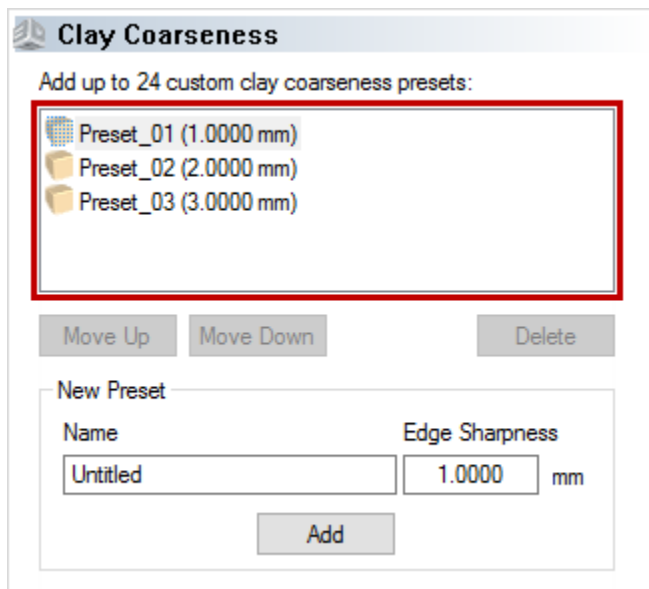 Clay Coarseness
Add up to 24 custom clay coarseness presets:
Preset_01 (1.0000 mm)
Preset_02 (2.0000 mm)
Preset_03 (3.0000 mm)
Move Up Move Down Delete
New Preset
Name Edge Sharpness
Untitled 1.0000 mm
Add